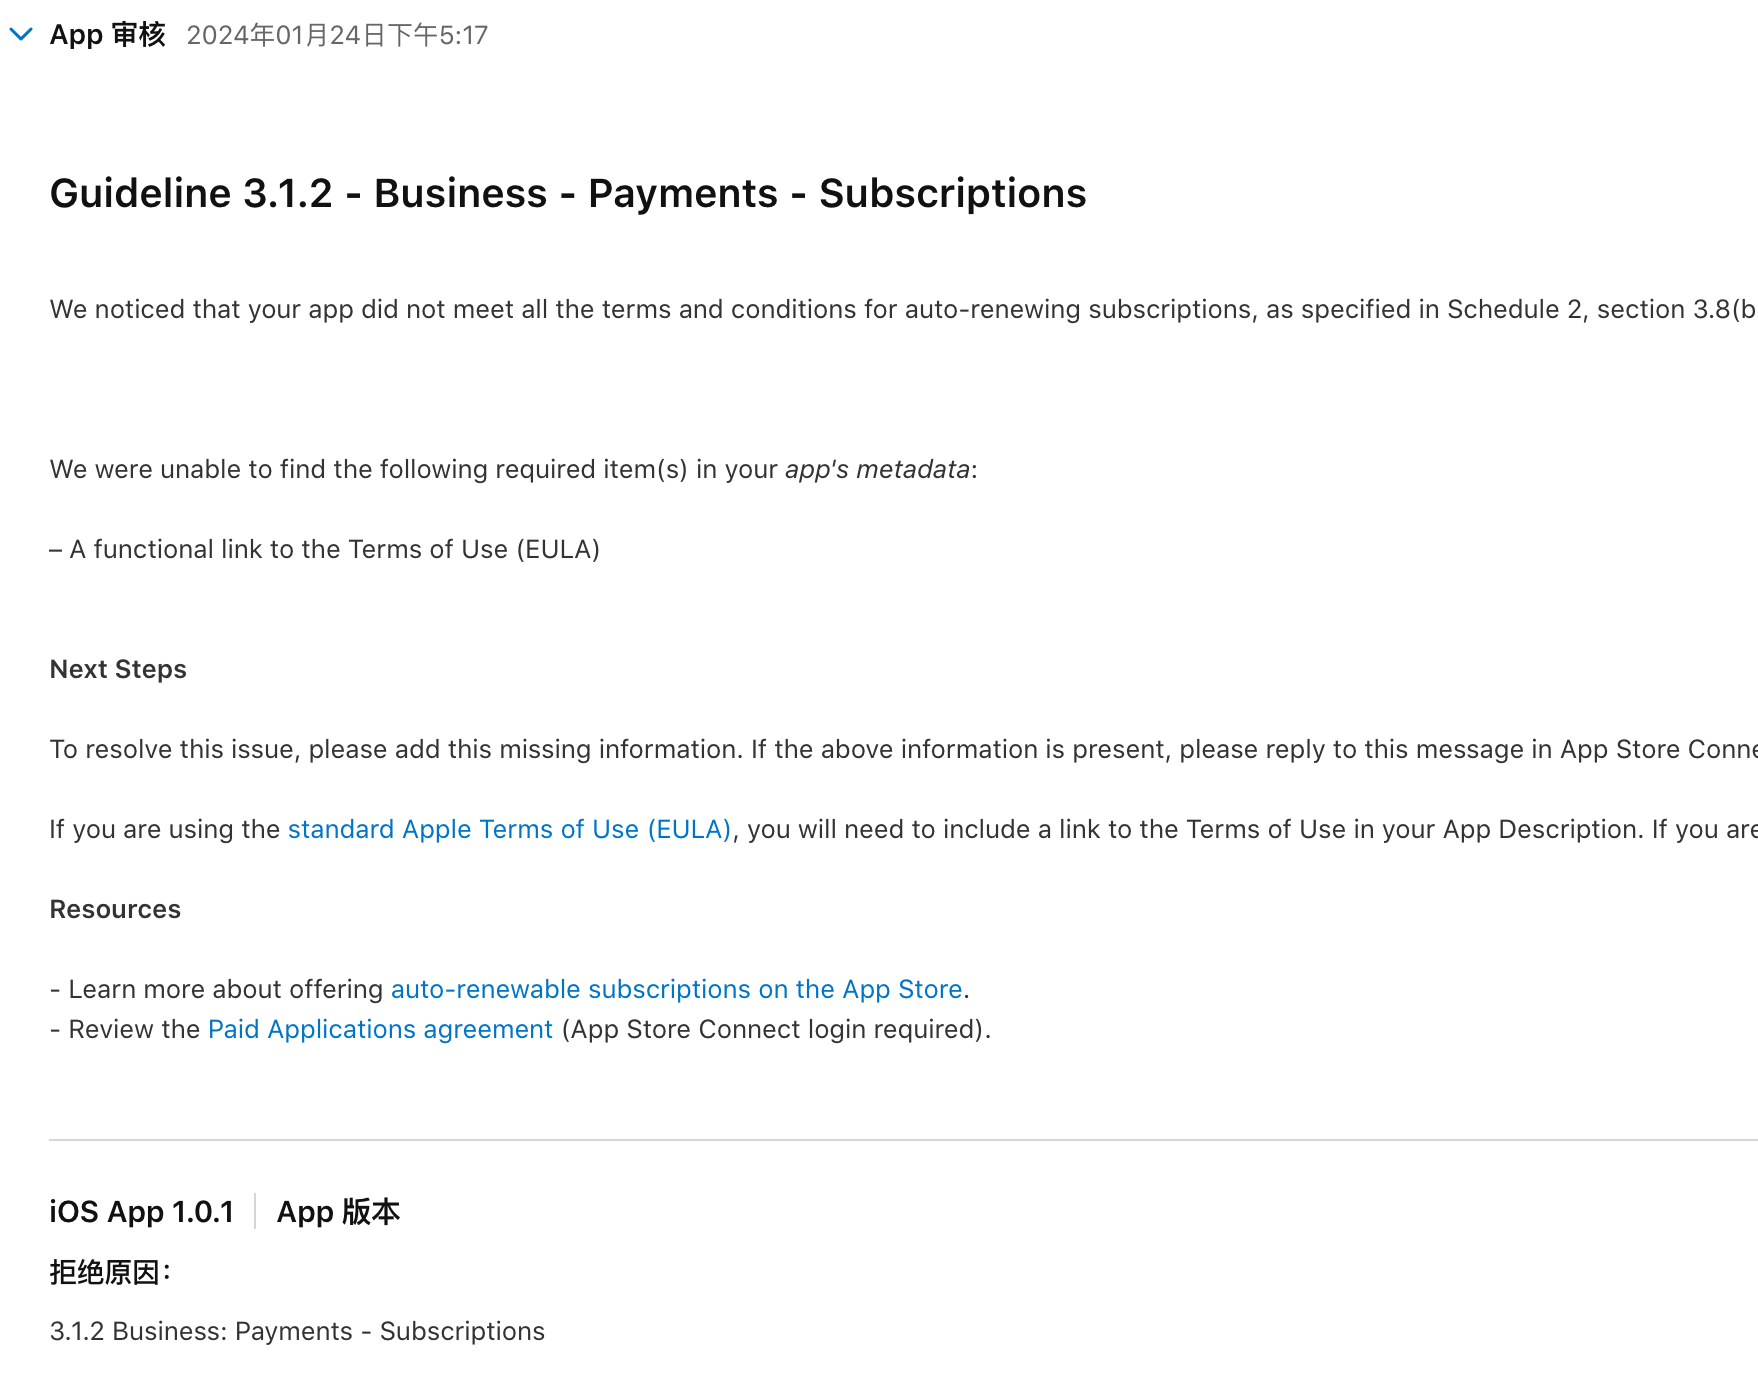 App 审核 2024年01月24日下午5:17
Guideline 3.1.2 - Business - Payments - Subscriptions
We noticed that your app did not meet all the terms and conditions for auto-renewing subscriptions, as specified in Schedule 2, section 3.8(b
We were unable to find the following required item(s) in your app's metadata:
– A functional link to the Terms of Use (EULA)
Next Steps
To resolve this issue, please add this missing information. If the above information is present, please reply to this message in App Store Conne
If you are using the standard Apple Terms of Use (EULA), you will need to include a link to the Terms of Use in your App Description. If you are
Resources
- Learn more about offering auto-renewable subscriptions on the App Store.
- Review the Paid Applications agreement (App Store Connect login required).
iOS App 1.0.1 App 版本
拒绝原因：
3.1.2 Business: Payments - Subscriptions